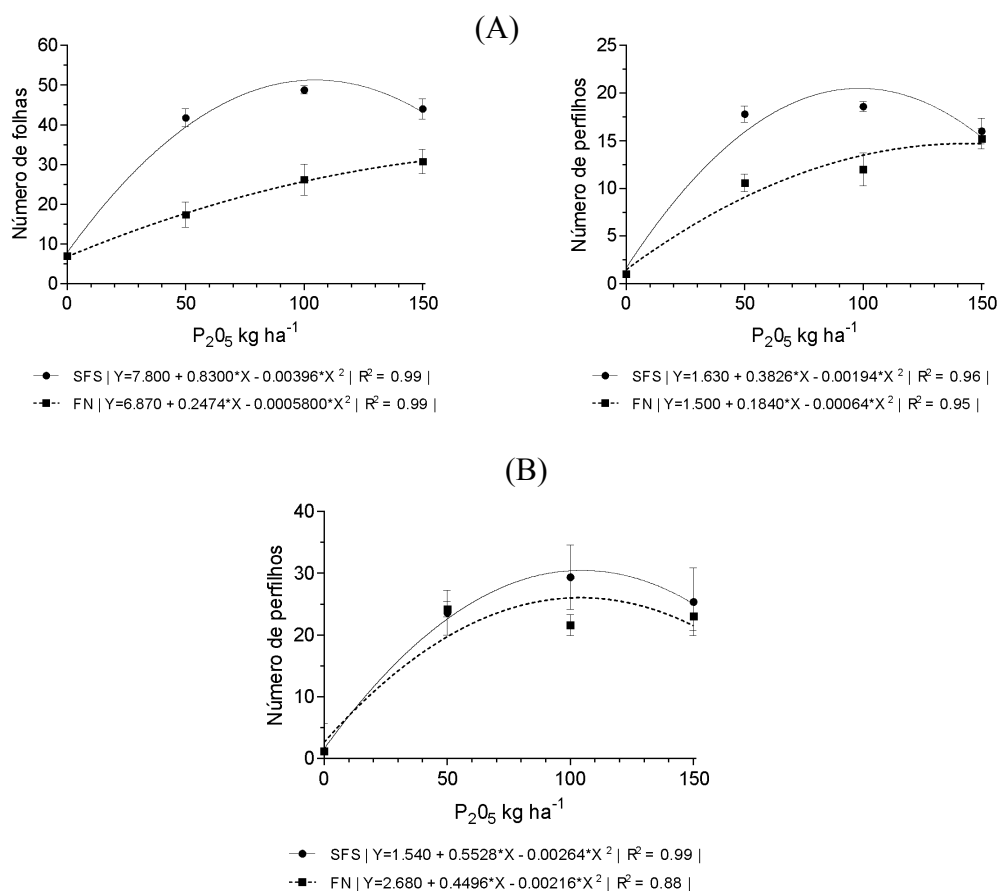 (A)
Número de folhas
60
50
40
30
20
10
0
0 50 100 150
P₂0₅ kg ha⁻¹
SFS | Y=7.800 + 0.8300*X - 0.00396*X² | R² = 0.99 |
FN | Y=6.870 + 0.2474*X - 0.0005800*X² | R² = 0.99 |
Número de perfilhos
25
20
15
10
5
0
0 50 100 150
P₂0₅ kg ha⁻¹
SFS | Y=1.630 + 0.3826*X - 0.00194*X² | R² = 0.96 |
FN | Y=1.500 + 0.1840*X - 0.00064*X² | R² = 0.95 |
(B)
Número de perfilhos
40
30
20
10
0
0 50 100 150
P₂0₅ kg ha⁻¹
SFS | Y=1.540 + 0.5528*X - 0.00264*X² | R² = 0.99 |
FN | Y=2.680 + 0.4496*X - 0.00216*X² | R² = 0.88 |